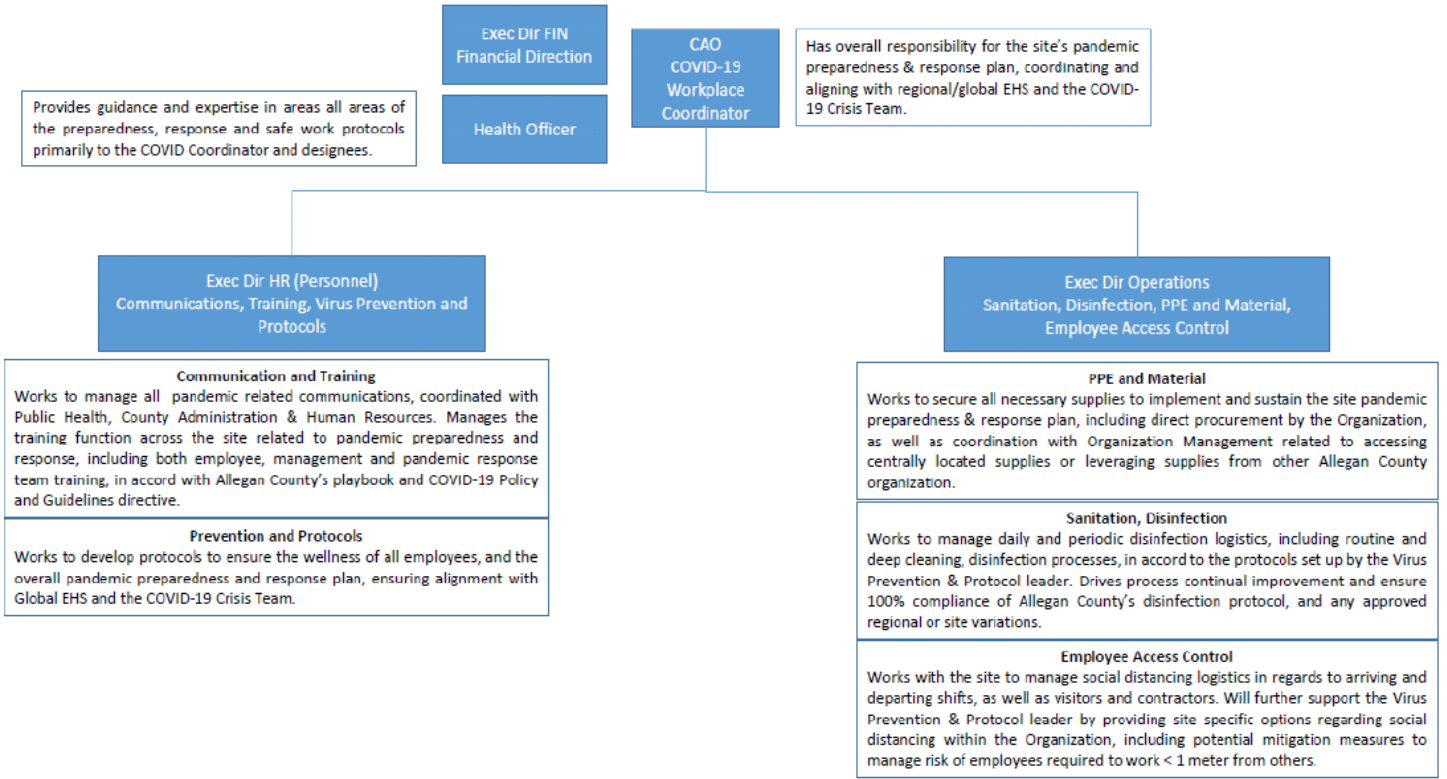 Exec Dir FIN
Financial Direction
CAO
COVID-19
Workplace
Coordinator
Has overall responsibility for the site's pandemic
preparedness & response plan, coordinating and
aligning with regional/global EHS and the COVID-
19 Crisis Team.
Provides guidance and expertise in areas all areas of
the preparedness, response and safe work protocols
primarily to the COVID Coordinator and designees.
Health Officer
Exec Dir HR (Personnel)
Communications, Training, Virus Prevention and
Protocols
Communication and Training
Works to manage all pandemic related communications, coordinated with
Public Health, County Administration & Human Resources. Manages the
training function across the site related to pandemic preparedness and
response, including both employee, management and pandemic response
team training, in accord with Allegan County's playbook and COVID-19 Policy
and Guidelines directive.
Prevention and Protocols
Works to develop protocols to ensure the wellness of all employees, and the
overall pandemic preparedness and response plan, ensuring alignment with
Global EHS and the COVID-19 Crisis Team.
Exec Dir Operations
Sanitation, Disinfection, PPE and Material,
Employee Access Control
PPE and Material
Works to secure all necessary supplies to implement and sustain the site pandemic
preparedness & response plan, including direct procurement by the Organization,
as well as coordination with Organization Management related to accessing
centrally located supplies or leveraging supplies from other Allegan County
organization.
Sanitation, Disinfection
Works to manage daily and periodic disinfection logistics, including routine and
deep cleaning, disinfection processes, in accord to the protocols set up by the Virus
Prevention & Protocol leader. Drives process continual improvement and ensure
100% compliance of Allegan County's disinfection protocol, and any approved
regional or site variations.
Employee Access Control
Works with the site to manage social distancing logistics in regards to arriving and
departing shifts, as well as visitors and contractors. Will further support the Virus
Prevention & Protocol leader by providing site specific options regarding social
distancing within the Organization, including potential mitigation measures to
manage risk of employees required to work < 1 meter from others.